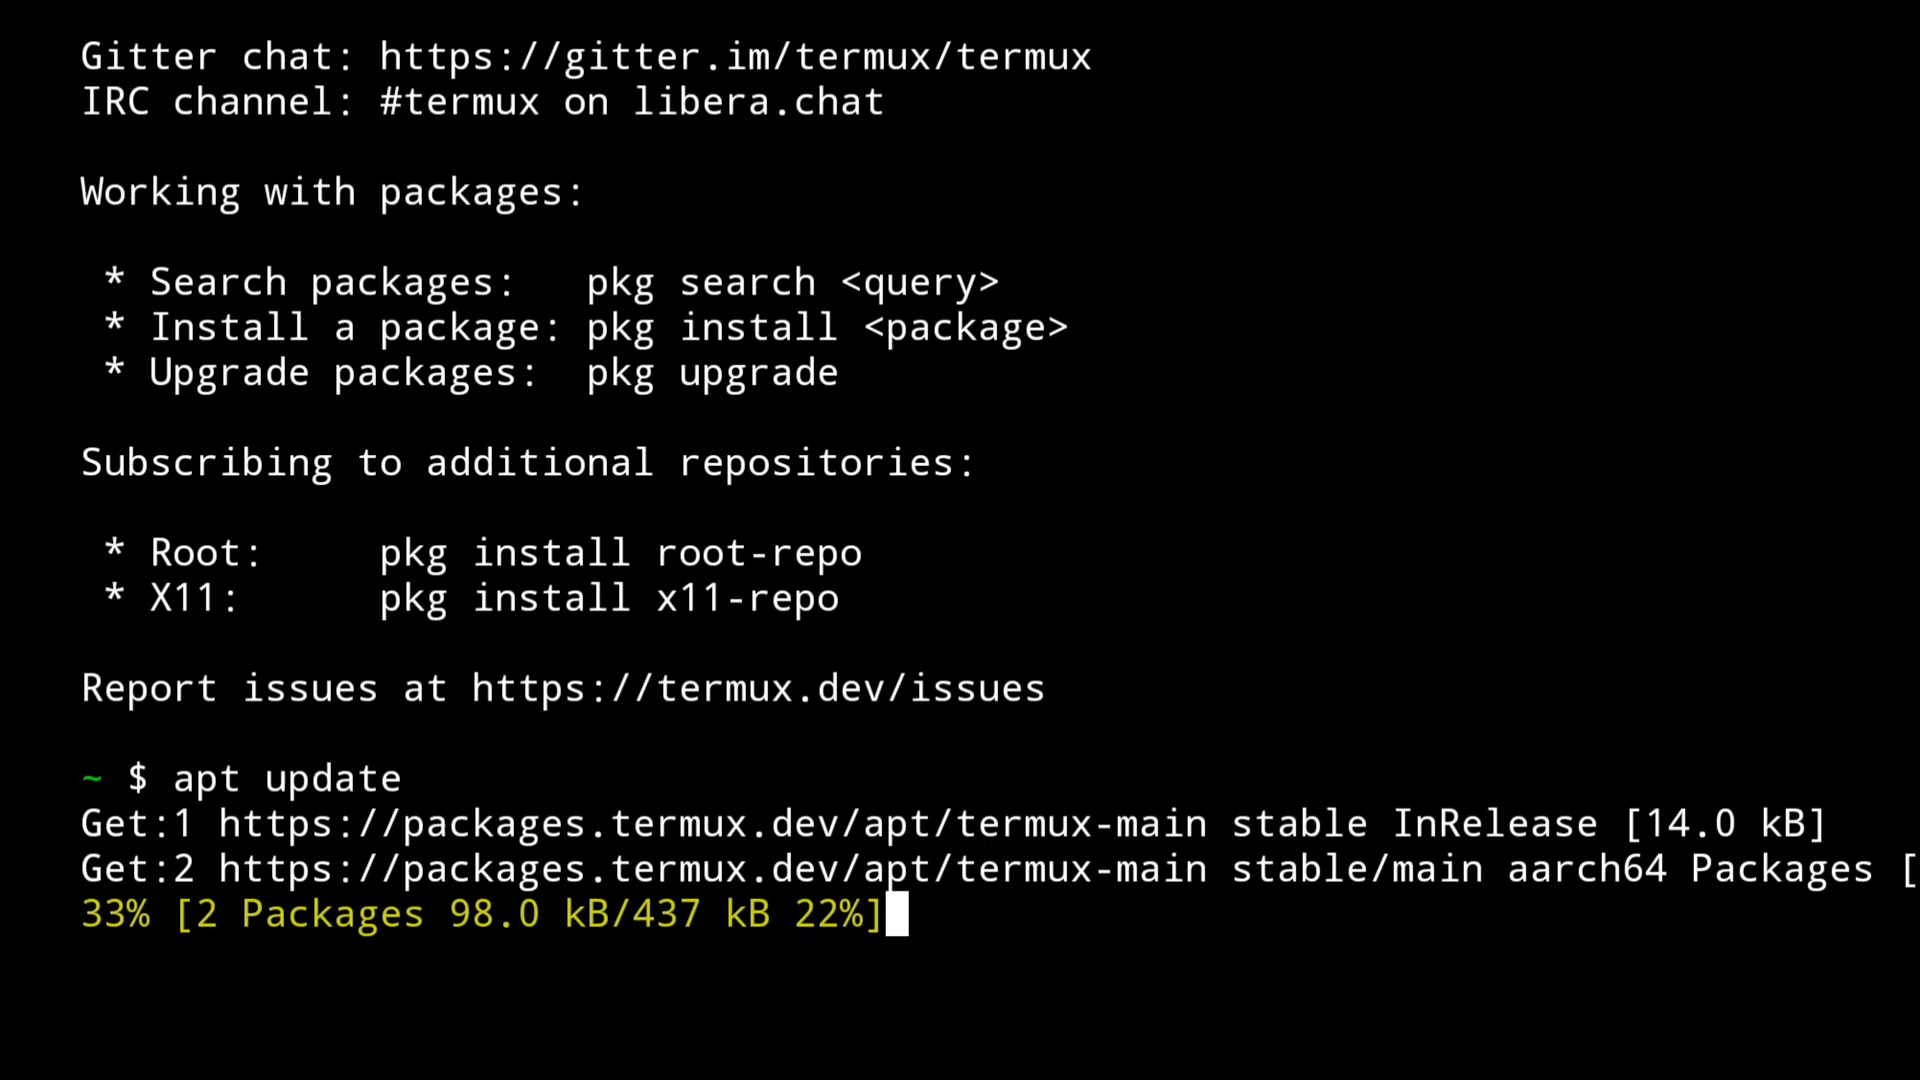 Gitter chat: https://gitter.im/termux/termux
IRC channel: #termux on libera.chat
Working with packages:
* Search packages: pkg search <query>
* Install a package: pkg install <package>
* Upgrade packages: pkg upgrade
Subscribing to additional repositories:
* Root: pkg install root-repo
* X11: pkg install x11-repo
Report issues at https://termux.dev/issues
~ $ apt update
Get:1 https://packages.termux.dev/apt/termux-main stable InRelease [14.0 kB]
Get:2 https://packages.termux.dev/apt/termux-main stable/main aarch64 Packages [
33% [2 Packages 98.0 kB/437 kB 22%]